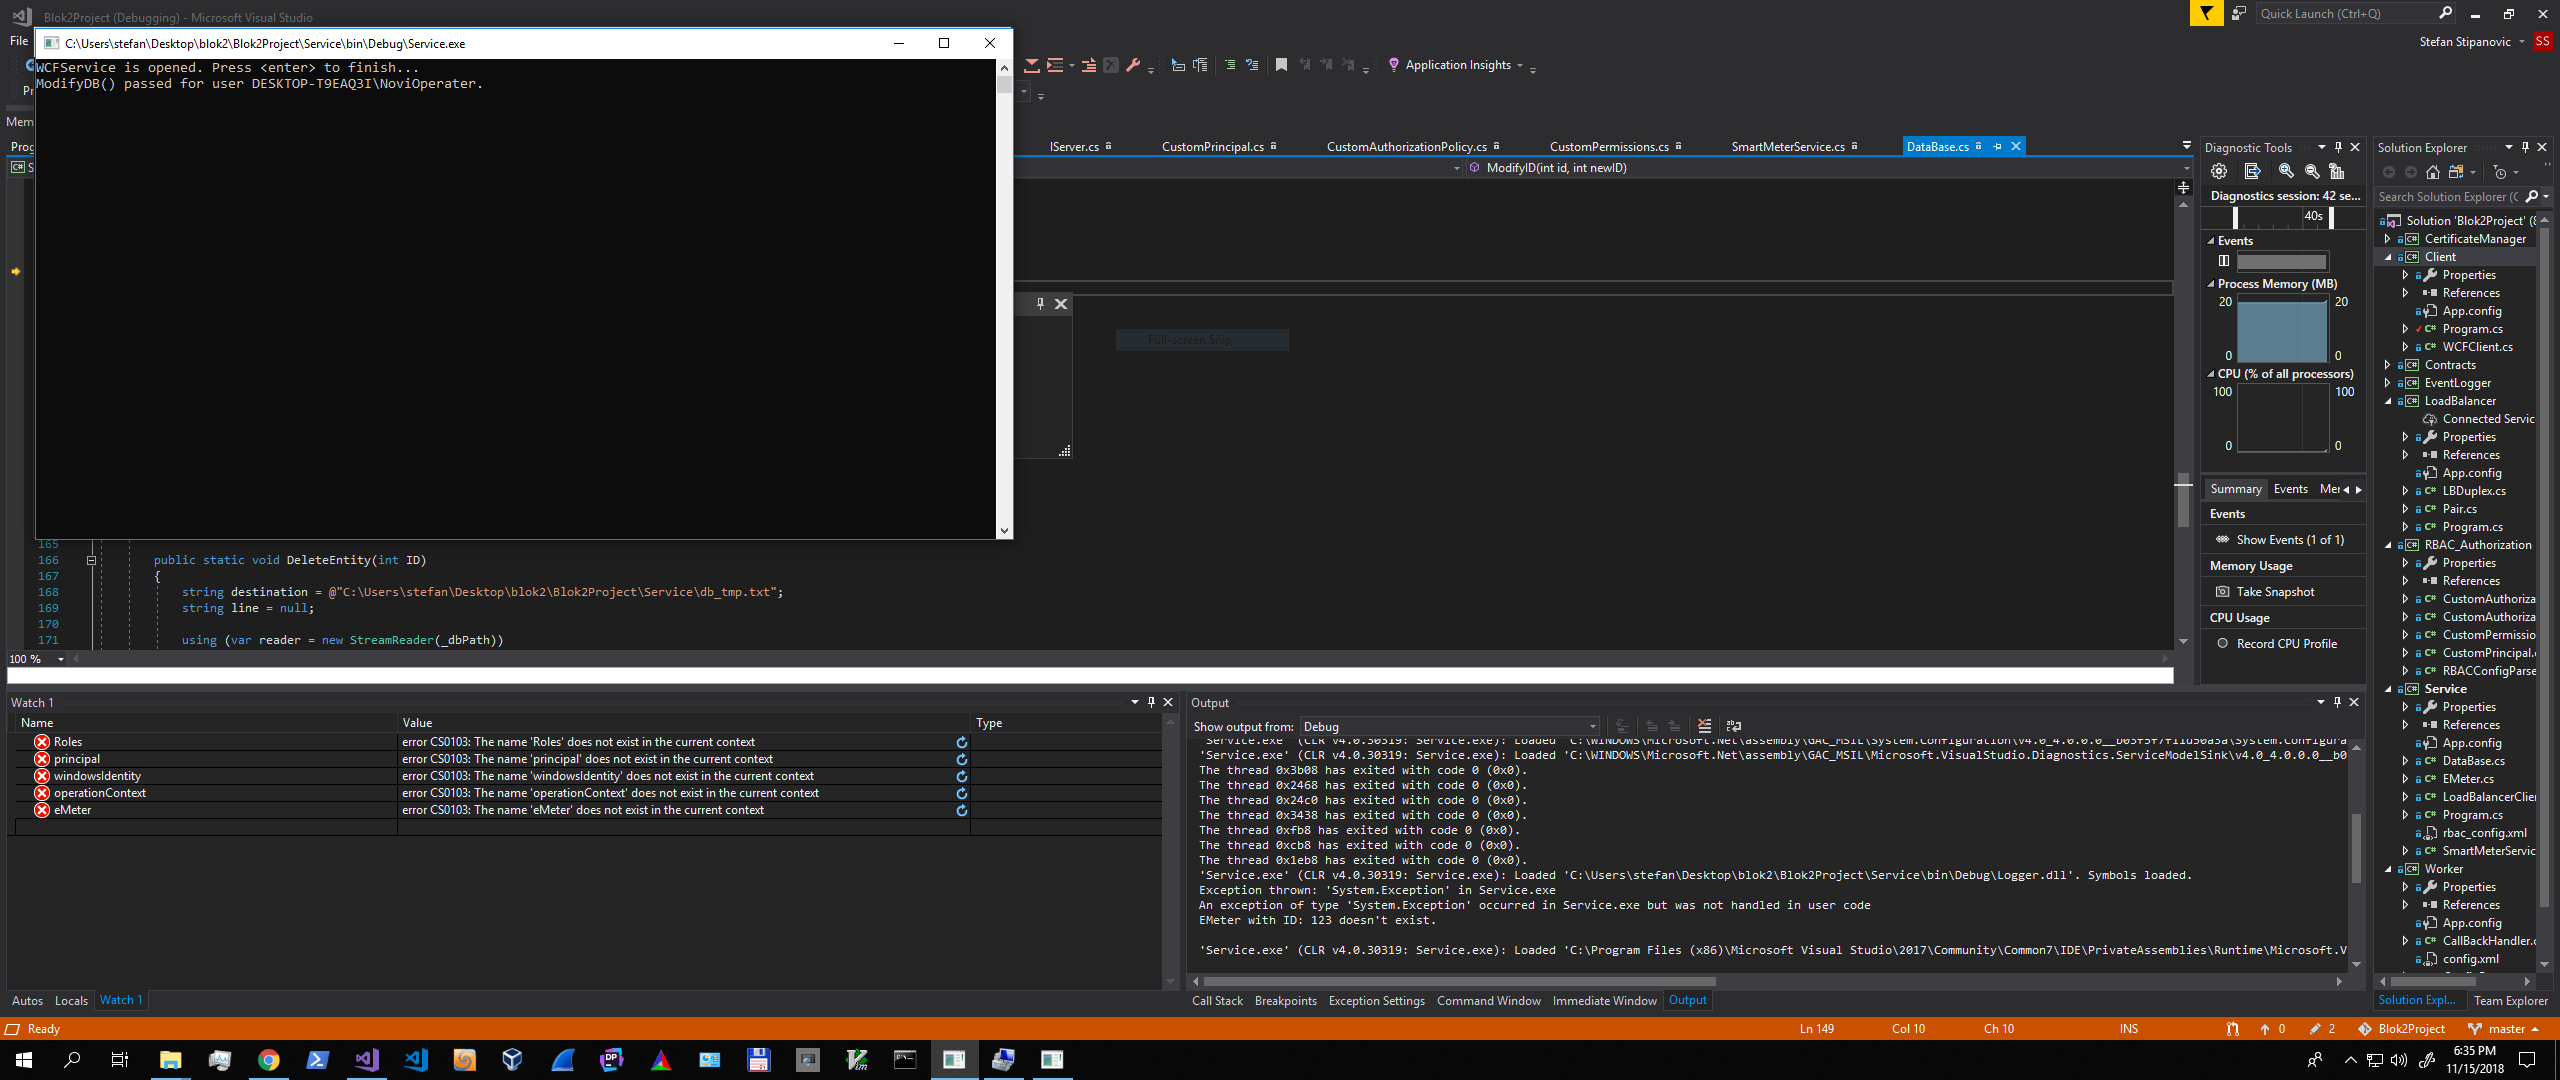 Blok2Project (Debugging) - Microsoft Visual Studio
Quick Launch (Ctrl+Q)
File
Stefan Stipanovic
SS
C:\Users\stefan\Desktop\blok2\Blok2Project\Service\bin\Debug\Service.exe
WCFService is opened. Press <enter> to finish...
ModifyDB() passed for user DESKTOP-T9EAQ3I\NoviOperater.
Application Insights
IServer.cs
CustomPrincipal.cs
CustomAuthorizationPolicy.cs
CustomPermissions.cs
SmartMeterService.cs
DataBase.cs
ModifyID(int id, int newID)
Full-screen Snip
165
166 public static void DeleteEntity(int ID)
167 {
168 string destination = @"C:\Users\stefan\Desktop\blok2\Blok2Project\Service\db_tmp.txt";
169 string line = null;
170
171 using (var reader = new StreamReader(_dbPath))
100 %
Diagnostic Tools
Diagnostics session: 42 se...
40s
Events
Process Memory (MB)
20 20
0 0
CPU (% of all processors)
100 100
0 0
Summary Events
Events
Show Events (1 of 1)
Memory Usage
Take Snapshot
CPU Usage
Record CPU Profile
Solution Explorer
Search Solution Explorer (C
Solution 'Blok2Project' (8
CertificateManager
Client
Properties
References
App.config
Program.cs
WCFClient.cs
Contracts
EventLogger
LoadBalancer
Connected Servic
Properties
References
App.config
LBDuplex.cs
Pair.cs
Program.cs
RBAC_Authorization
Properties
References
CustomAuthoriza
CustomAuthoriza
CustomPermissio
CustomPrincipal.
RBACConfigParse
Service
Properties
References
App.config
DataBase.cs
EMeter.cs
LoadBalancerClie
Program.cs
rbac_config.xml
SmartMeterServic
Worker
Properties
References
App.config
CallBackHandler.
config.xml
Solution Expl... Team Explorer
Watch 1
Name Value Type
Roles error CS0103: The name 'Roles' does not exist in the current context
principal error CS0103: The name 'principal' does not exist in the current context
windowsIdentity error CS0103: The name 'windowsIdentity' does not exist in the current context
operationContext error CS0103: The name 'operationContext' does not exist in the current context
eMeter error CS0103: The name 'eMeter' does not exist in the current context
Autos Locals Watch 1
Output
Show output from: Debug
'Service.exe' (CLR v4.0.30319: Service.exe): Loaded 'C:\WINDOWS\Microsoft.Net\assembly\GAC_MSIL\System.Configuration\v4.0_4.0.0.0__b03f5f7f11d50a3a\System.Configura
'Service.exe' (CLR v4.0.30319: Service.exe): Loaded 'C:\WINDOWS\Microsoft.Net\assembly\GAC_MSIL\Microsoft.VisualStudio.Diagnostics.ServiceModelSink\v4.0_4.0.0.0__b0
The thread 0x3b08 has exited with code 0 (0x0).
The thread 0x2468 has exited with code 0 (0x0).
The thread 0x24c0 has exited with code 0 (0x0).
The thread 0x3438 has exited with code 0 (0x0).
The thread 0xfb8 has exited with code 0 (0x0).
The thread 0xcb8 has exited with code 0 (0x0).
The thread 0x1eb8 has exited with code 0 (0x0).
'Service.exe' (CLR v4.0.30319: Service.exe): Loaded 'C:\Users\stefan\Desktop\blok2\Blok2Project\Service\bin\Debug\Logger.dll'. Symbols loaded.
Exception thrown: 'System.Exception' in Service.exe
An exception of type 'System.Exception' occurred in Service.exe but was not handled in user code
EMeter with ID: 123 doesn't exist.
'Service.exe' (CLR v4.0.30319: Service.exe): Loaded 'C:\Program Files (x86)\Microsoft Visual Studio\2017\Community\Common7\IDE\PrivateAssemblies\Runtime\Microsoft.V
Call Stack Breakpoints Exception Settings Command Window Immediate Window Output
Ready
Ln 149 Col 10 Ch 10 INS
0 2 Blok2Project master
6:35 PM
11/15/2018